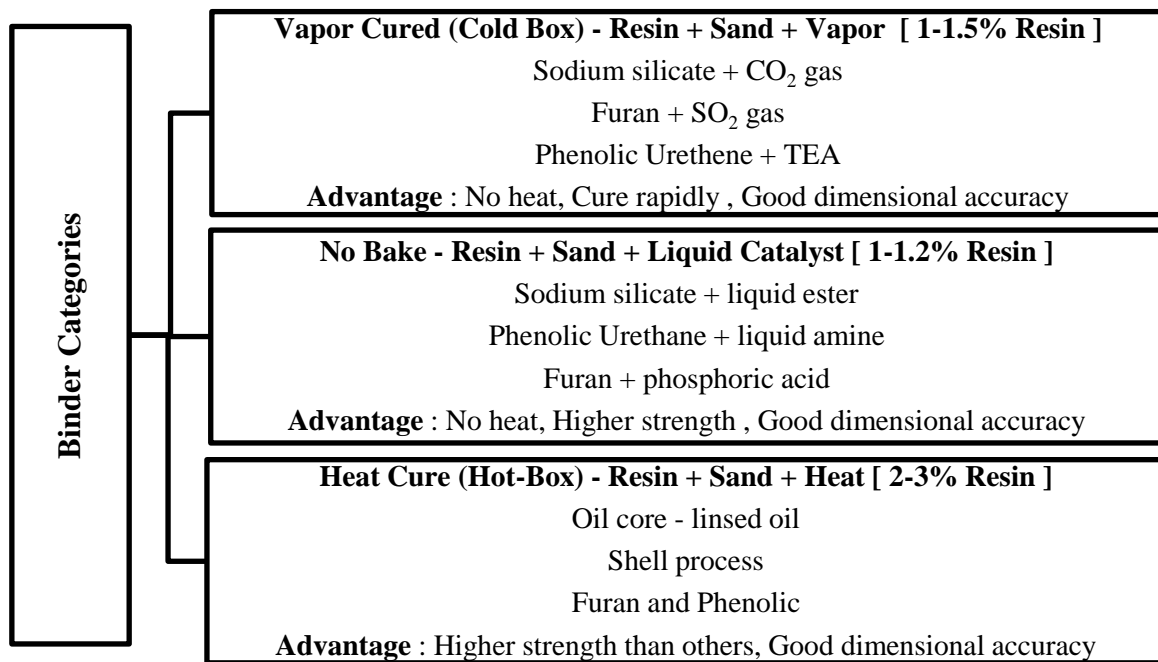 Binder Categories
Vapor Cured (Cold Box) - Resin + Sand + Vapor [ 1-1.5% Resin ]
Sodium silicate + CO₂ gas
Furan + SO₂ gas
Phenolic Urethene + TEA
Advantage : No heat, Cure rapidly , Good dimensional accuracy
No Bake - Resin + Sand + Liquid Catalyst [ 1-1.2% Resin ]
Sodium silicate + liquid ester
Phenolic Urethane + liquid amine
Furan + phosphoric acid
Advantage : No heat, Higher strength , Good dimensional accuracy
Heat Cure (Hot-Box) - Resin + Sand + Heat [ 2-3% Resin ]
Oil core - linsed oil
Shell process
Furan and Phenolic
Advantage : Higher strength than others, Good dimensional accuracy